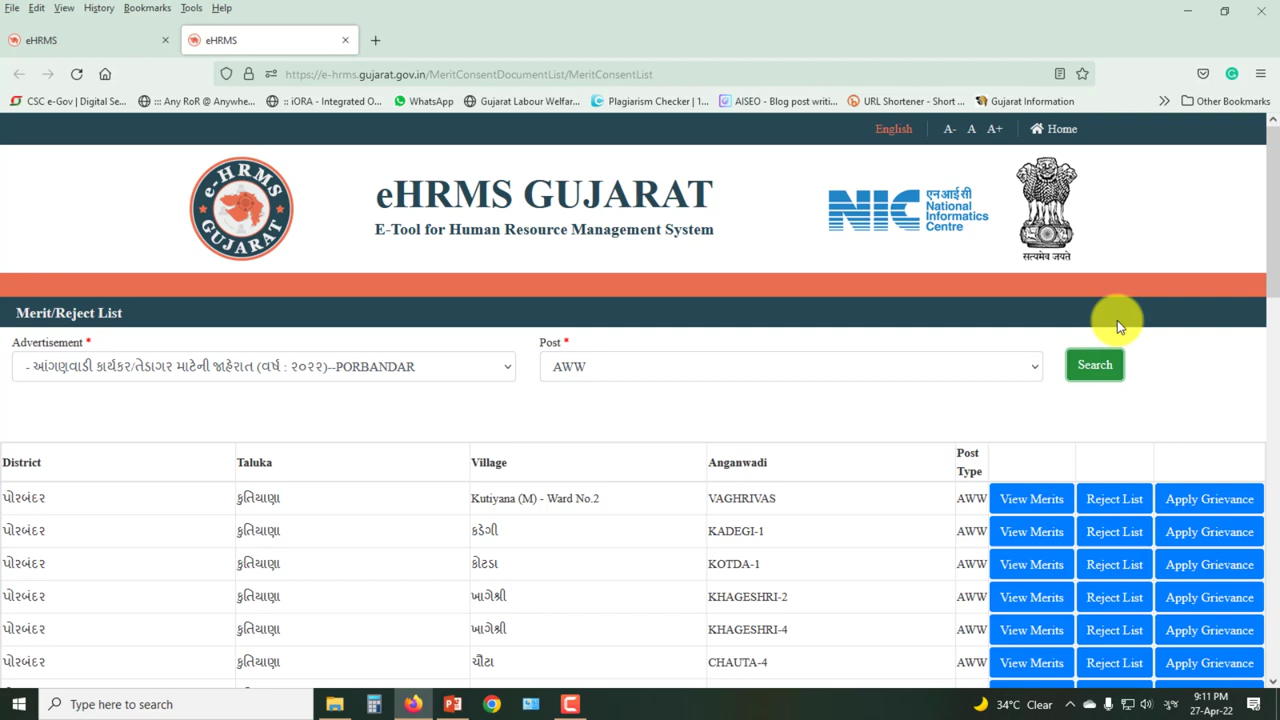 File Edit View History Bookmarks Tools Help
eHRMS
eHRMS
https://e-hrms.gujarat.gov.in/MeritConsentDocumentList/MeritConsentList
CSC e-Gov | Digital Se... ::: Any RoR @ Anywhe... :: iORA - Integrated O... WhatsApp Gujarat Labour Welfar... Plagiarism Checker | 1... AISEO - Blog post writi... URL Shortener - Short ... Gujarat Information Other Bookmarks
English A- A A+ Home
e-HRMS GUJARAT
eHRMS GUJARAT
E-Tool for Human Resource Management System
NIC
एनआईसी
National
Informatics
Centre
सत्यमेव जयते
Merit/Reject List
Advertisement * Post *
- આંગણવાડી કાર્યકર/તેડાગર માટેની જાહેરાત (વર્ષ : ૨૦૨૨)--PORBANDAR AWW Search
District Taluka Village Anganwadi Post Type
પોરબંદર કુતિયાણા Kutiyana (M) - Ward No.2 VAGHRIVAS AWW View Merits Reject List Apply Grievance
પોરબંદર કુતિયાણા કડેગી KADEGI-1 AWW View Merits Reject List Apply Grievance
પોરબંદર કુતિયાણા કોટડા KOTDA-1 AWW View Merits Reject List Apply Grievance
પોરબંદર કુતિયાણા ખાગેશ્રી KHAGESHRI-2 AWW View Merits Reject List Apply Grievance
પોરબંદર કુતિયાણા ખાગેશ્રી KHAGESHRI-4 AWW View Merits Reject List Apply Grievance
પોરબંદર કુતિયાણા ચૌટા CHAUTA-4 AWW View Merits Reject List Apply Grievance
Type here to search 34°C Clear ગુજ 9:11 PM
27-Apr-22